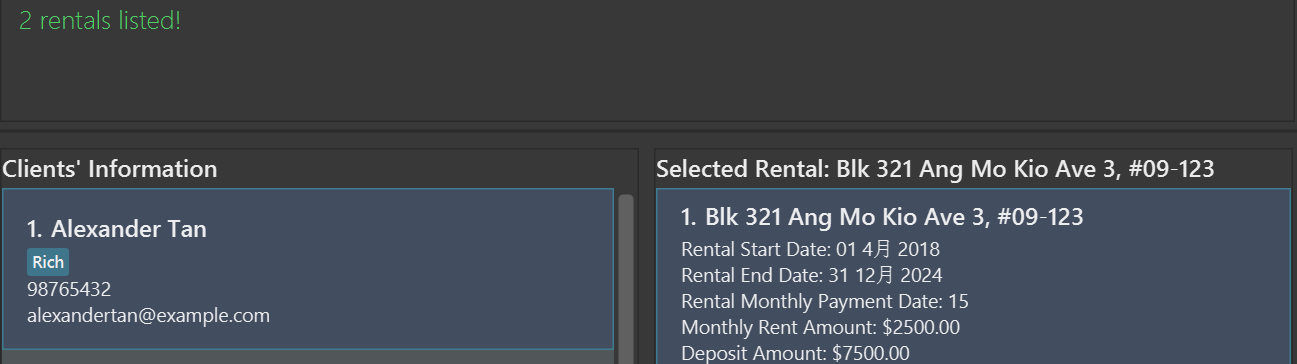 2 rentals listed!
Clients' Information
1. Alexander Tan
Rich
98765432
alexandertan@example.com
Selected Rental: Blk 321 Ang Mo Kio Ave 3, #09-123
1. Blk 321 Ang Mo Kio Ave 3, #09-123
Rental Start Date: 01 4月 2018
Rental End Date: 31 12月 2024
Rental Monthly Payment Date: 15
Monthly Rent Amount: $2500.00
Deposit Amount: $7500.00